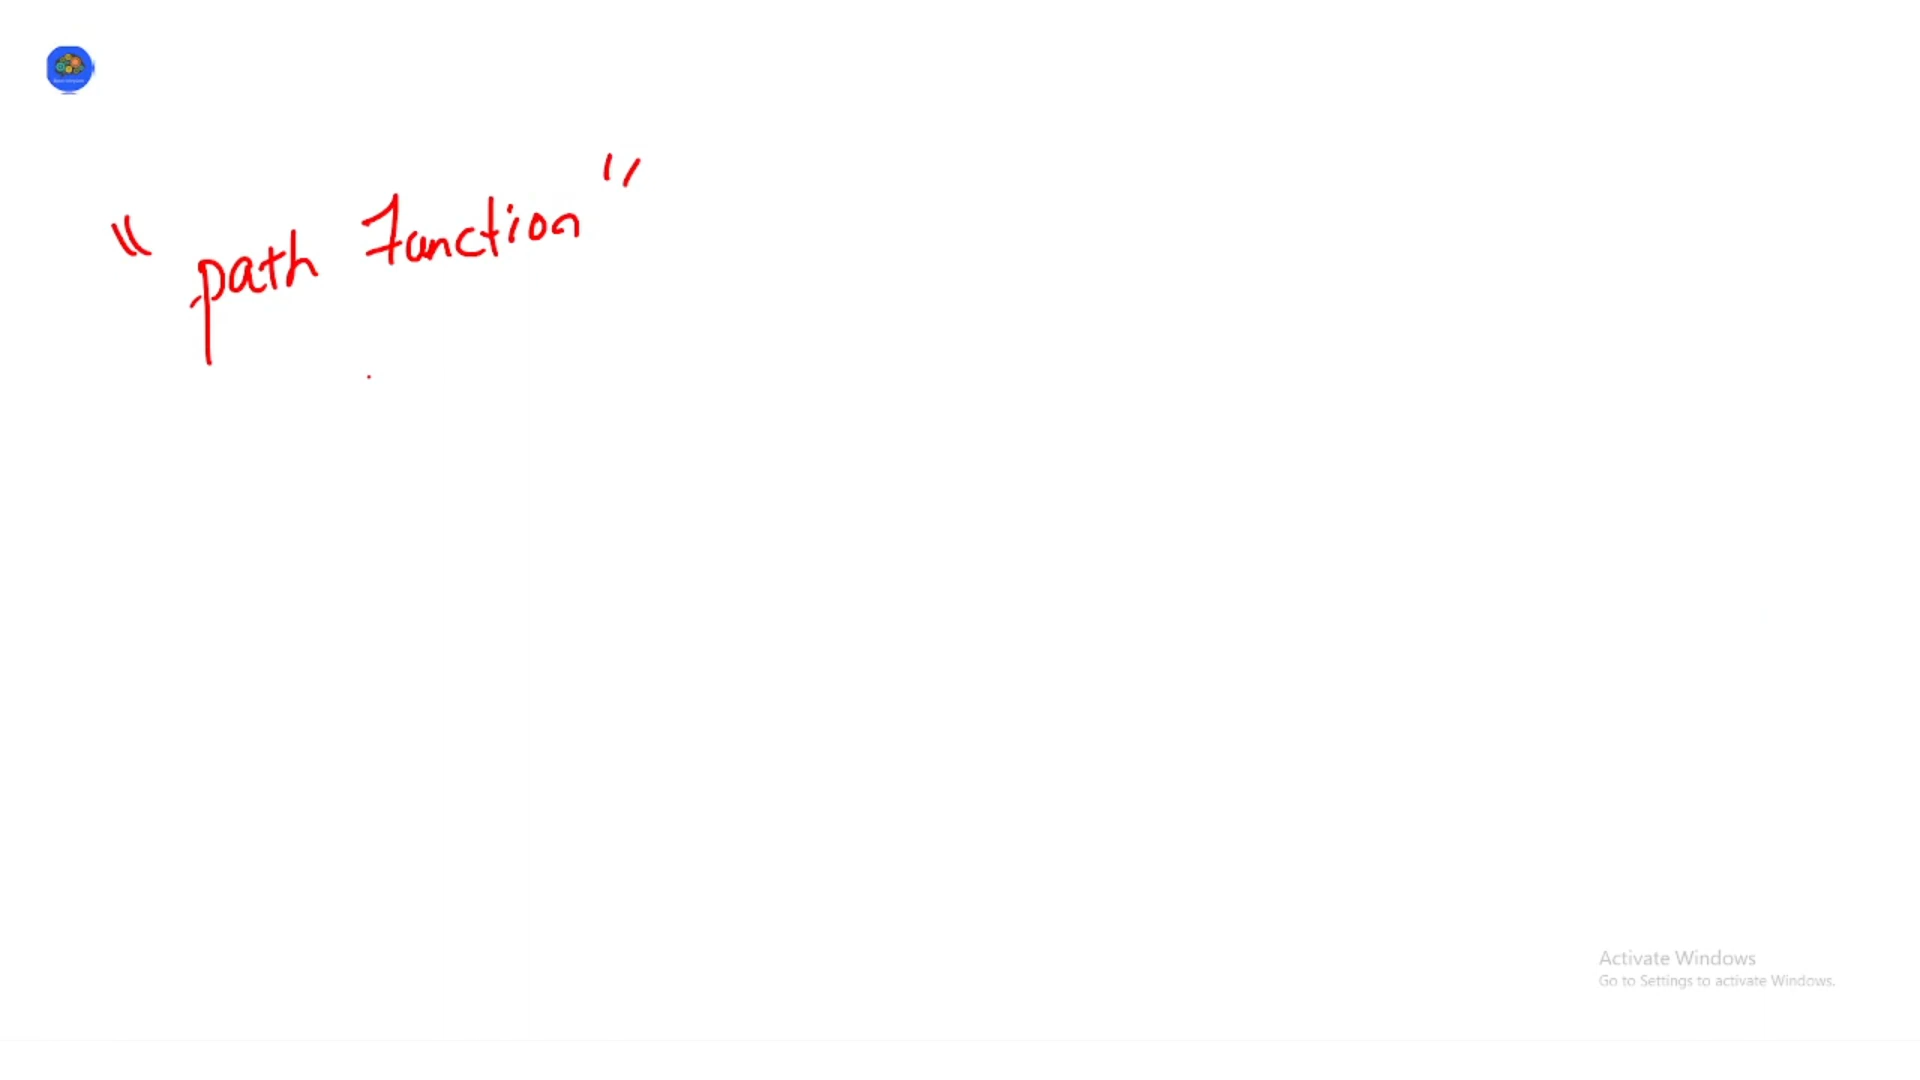 "path Function"
Activate Windows
Go to Settings to activate Windows.